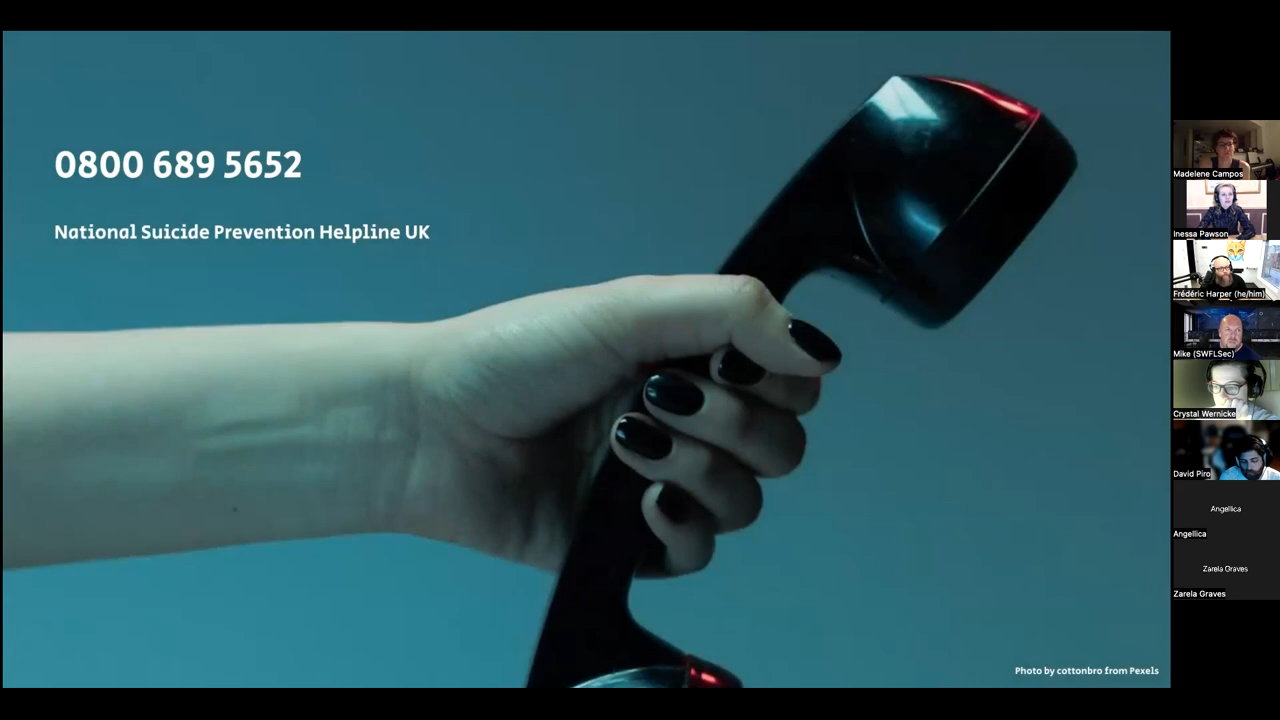 0800 689 5652
National Suicide Prevention Helpline UK
Photo by cottonbro from Pexels
Madelene Campos
Inessa Pawson
Frédéric Harper (he/him)
Mike (SWFLSec)
Crystal Wernicke
David Piro
Angellica
Angellica
Zarela Graves
Zarela Graves